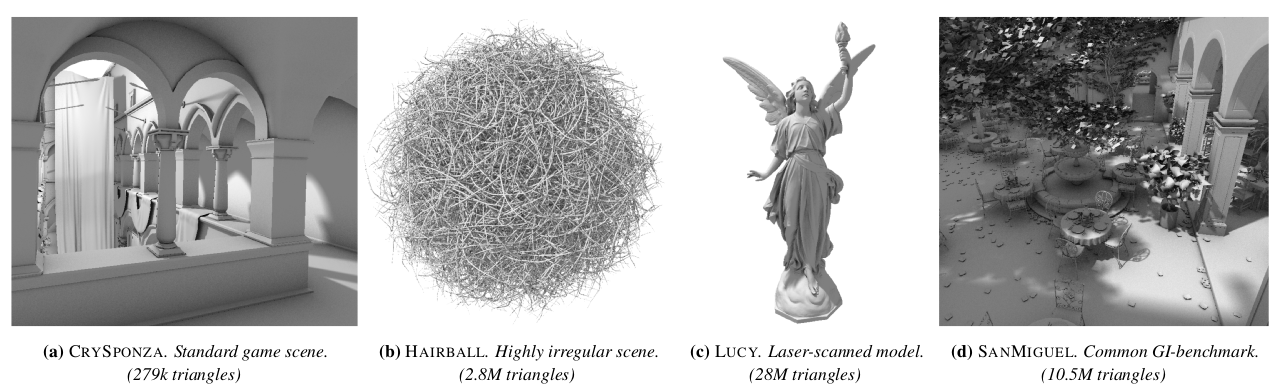 (a) CRYSPONZA. Standard game scene.
(279k triangles)
(b) HAIRBALL. Highly irregular scene.
(2.8M triangles)
(c) LUCY. Laser-scanned model.
(28M triangles)
(d) SANMIGUEL. Common GI-benchmark.
(10.5M triangles)